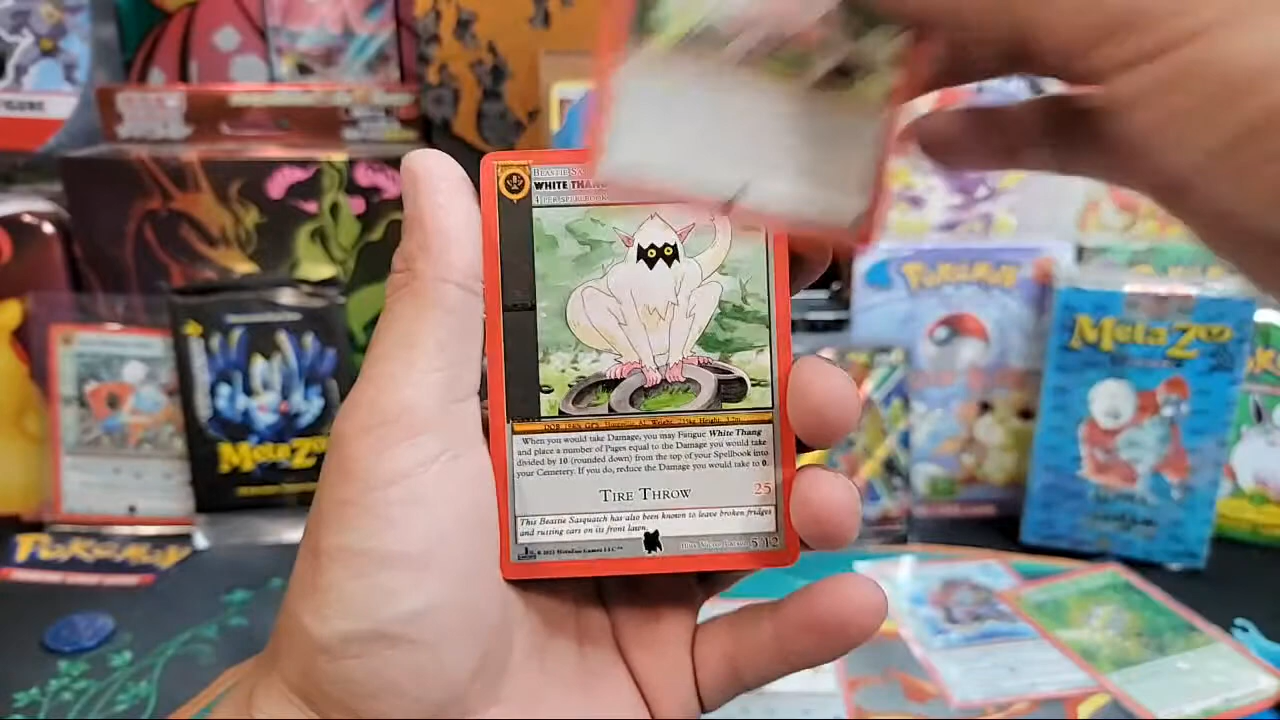 FIGURE
BEASTIE SA
WHITE THAN
4 PER SPELLBOOK
When you would take Damage, you may Fatigue White Thang
and place a number of Pages equal to the Damage you would take
divided by 10 (rounded down) from the top of your Spellbook into
your Cemetery. If you do, reduce the Damage you would take to 0.
TIRE THROW 25
This Beastie Sasquatch has also been known to leave broken fridges
and rusting cars on its front lawn.
5/12
MetaZoo
POKÉMON
POKÉMON
MetaZoo